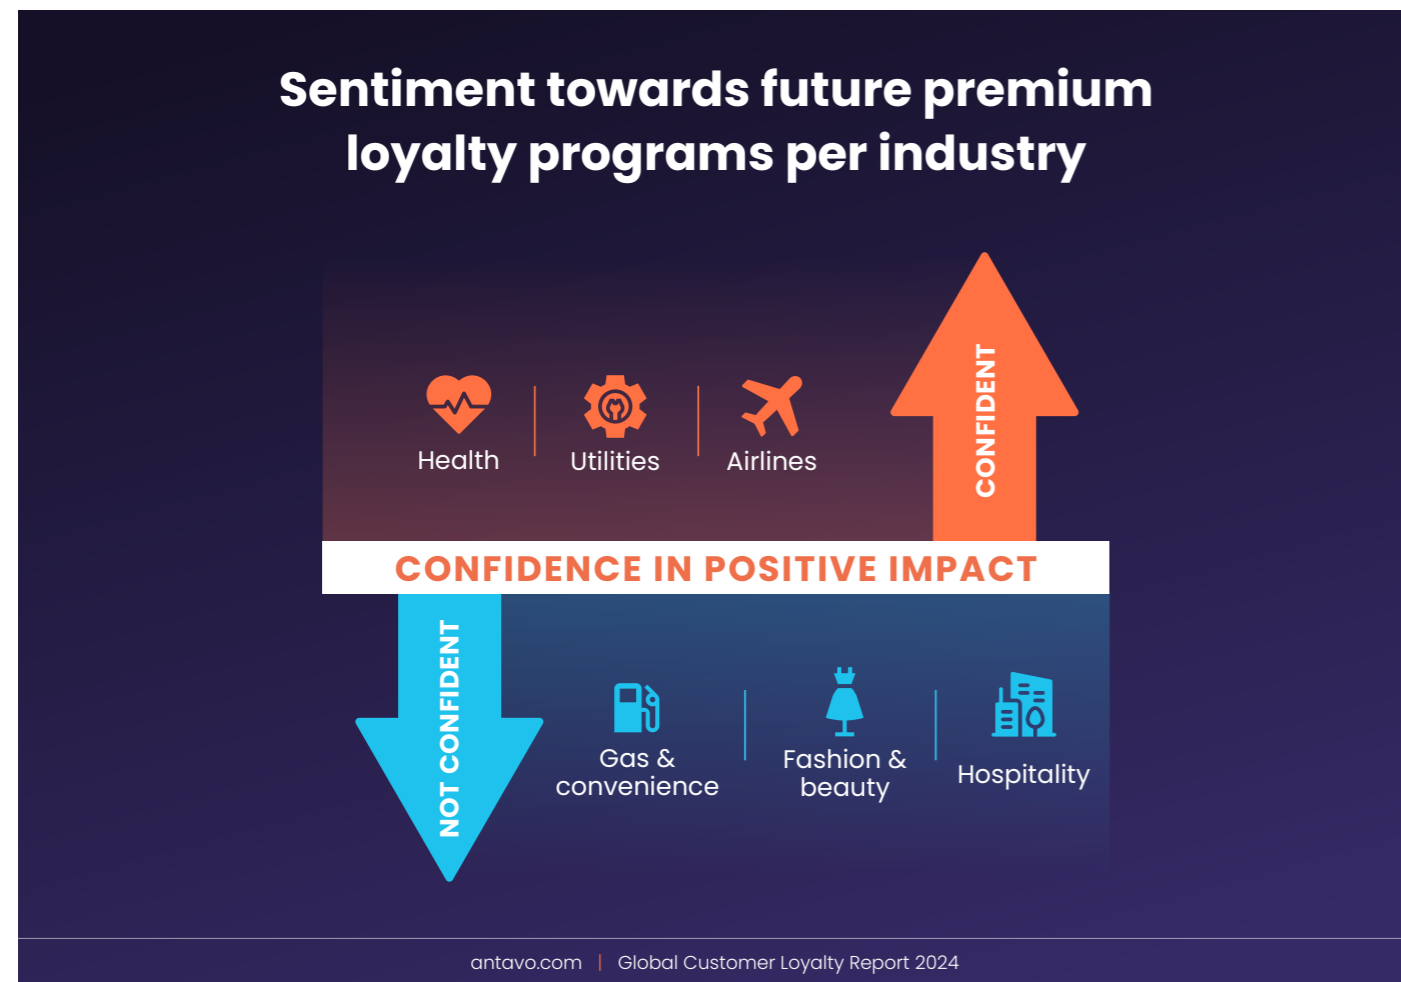 Sentiment towards future premium
loyalty programs per industry
CONFIDENT
Health
Utilities
Airlines
CONFIDENCE IN POSITIVE IMPACT
NOT CONFIDENT
Gas &
convenience
Fashion &
beauty
Hospitality
antavo.com | Global Customer Loyalty Report 2024